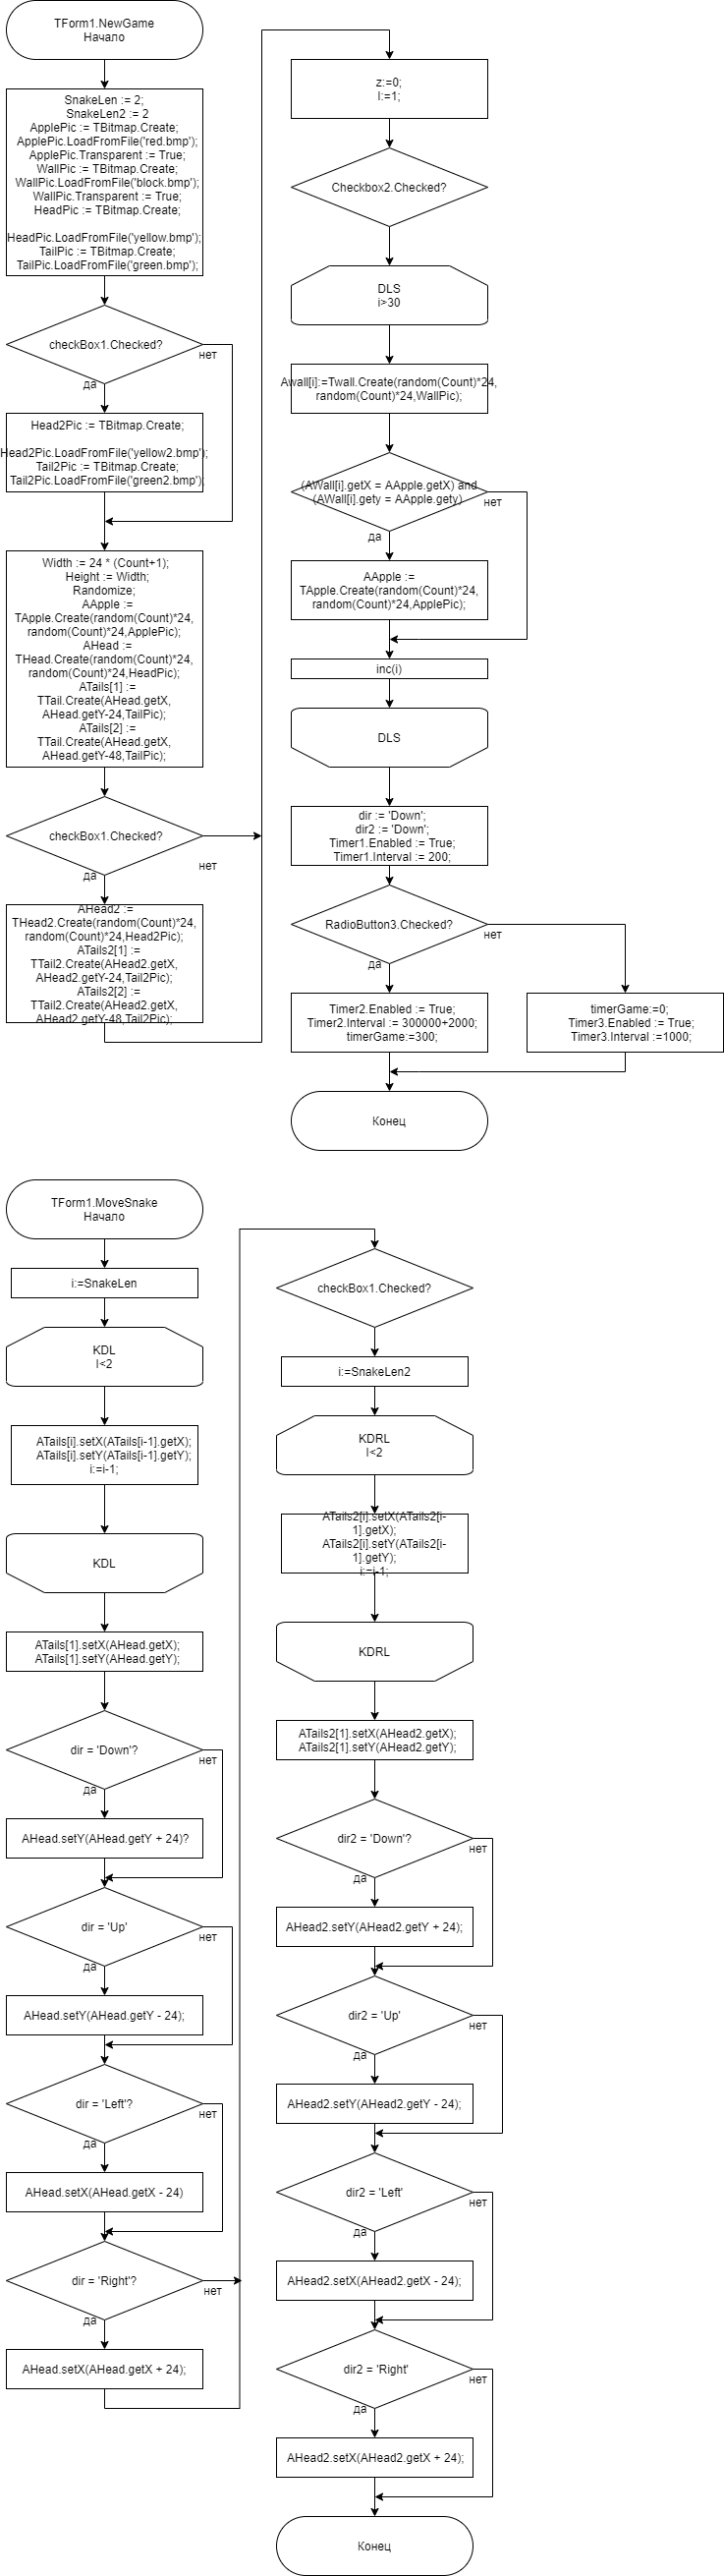 TForm1.NewGame
Начало
SnakeLen := 2;
SnakeLen2 := 2
ApplePic := TBitmap.Create;
ApplePic.LoadFromFile('red.bmp');
ApplePic.Transparent := True;
WallPic := TBitmap.Create;
WallPic.LoadFromFile('block.bmp');
WallPic.Transparent := True;
HeadPic := TBitmap.Create;
HeadPic.LoadFromFile('yellow.bmp');
TailPic := TBitmap.Create;
TailPic.LoadFromFile('green.bmp');
checkBox1.Checked?
нет
да
Head2Pic := TBitmap.Create;
Head2Pic.LoadFromFile('yellow2.bmp');
Tail2Pic := TBitmap.Create;
Tail2Pic.LoadFromFile('green2.bmp');
Width := 24 * (Count+1);
Height := Width;
Randomize;
AApple :=
TApple.Create(random(Count)*24,
random(Count)*24,ApplePic);
AHead :=
THead.Create(random(Count)*24,
random(Count)*24,HeadPic);
ATails[1] :=
TTail.Create(AHead.getX,
AHead.getY-24,TailPic);
ATails[2] :=
TTail.Create(AHead.getX,
AHead.getY-48,TailPic);
checkBox1.Checked?
нет
да
AHead2 :=
THead2.Create(random(Count)*24,
random(Count)*24,Head2Pic);
ATails2[1] :=
TTail2.Create(AHead2.getX,
AHead2.getY-24,Tail2Pic);
ATails2[2] :=
TTail2.Create(AHead2.getX,
AHead2.getY-48,Tail2Pic);
z:=0;
I:=1;
Checkbox2.Checked?
DLS
i>30
Awall[i]:=Twall.Create(random(Count)*24,
random(Count)*24,WallPic);
(AWall[i].getX = AApple.getX) and
(AWall[i].gety = AApple.gety)
нет
да
AApple :=
TApple.Create(random(Count)*24,
random(Count)*24,ApplePic);
inc(i)
DLS
dir := 'Down';
dir2 := 'Down';
Timer1.Enabled := True;
Timer1.Interval := 200;
RadioButton3.Checked?
нет
да
Timer2.Enabled := True;
Timer2.Interval := 300000+2000;
timerGame:=300;
timerGame:=0;
Timer3.Enabled := True;
Timer3.Interval :=1000;
Конец
TForm1.MoveSnake
Начало
i:=SnakeLen
KDL
I<2
ATails[i].setX(ATails[i-1].getX);
ATails[i].setY(ATails[i-1].getY);
i:=i-1;
KDL
ATails[1].setX(AHead.getX);
ATails[1].setY(AHead.getY);
dir = 'Down'?
нет
да
AHead.setY(AHead.getY + 24)?
dir = 'Up'
нет
да
AHead.setY(AHead.getY - 24);
dir = 'Left'?
нет
да
AHead.setX(AHead.getX - 24)
dir = 'Right'?
нет
да
AHead.setX(AHead.getX + 24);
checkBox1.Checked?
i:=SnakeLen2
KDRL
I<2
ATails2[i].setX(ATails2[i-
1].getX);
ATails2[i].setY(ATails2[i-
1].getY);
i:=i-1;
KDRL
ATails2[1].setX(AHead2.getX);
ATails2[1].setY(AHead2.getY);
dir2 = 'Down'?
нет
да
AHead2.setY(AHead2.getY + 24);
dir2 = 'Up'
нет
да
AHead2.setY(AHead2.getY - 24);
dir2 = 'Left'
нет
да
AHead2.setX(AHead2.getX - 24);
dir2 = 'Right'
нет
да
AHead2.setX(AHead2.getX + 24);
Конец